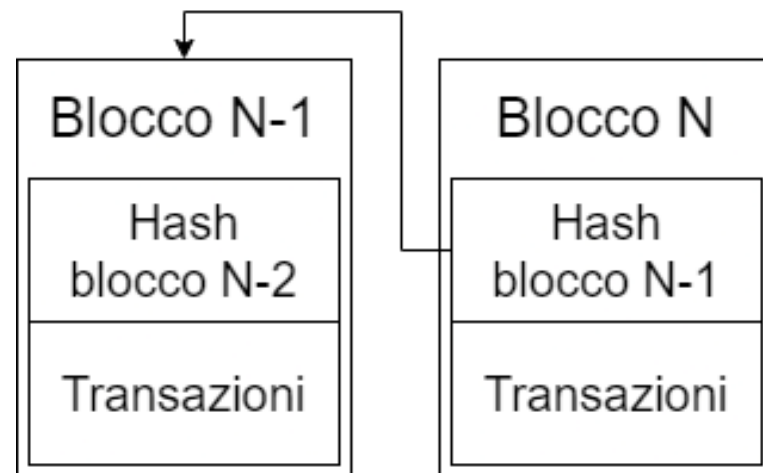 Blocco N-1
Hash
blocco N-2
Transazioni
Blocco N
Hash
blocco N-1
Transazioni